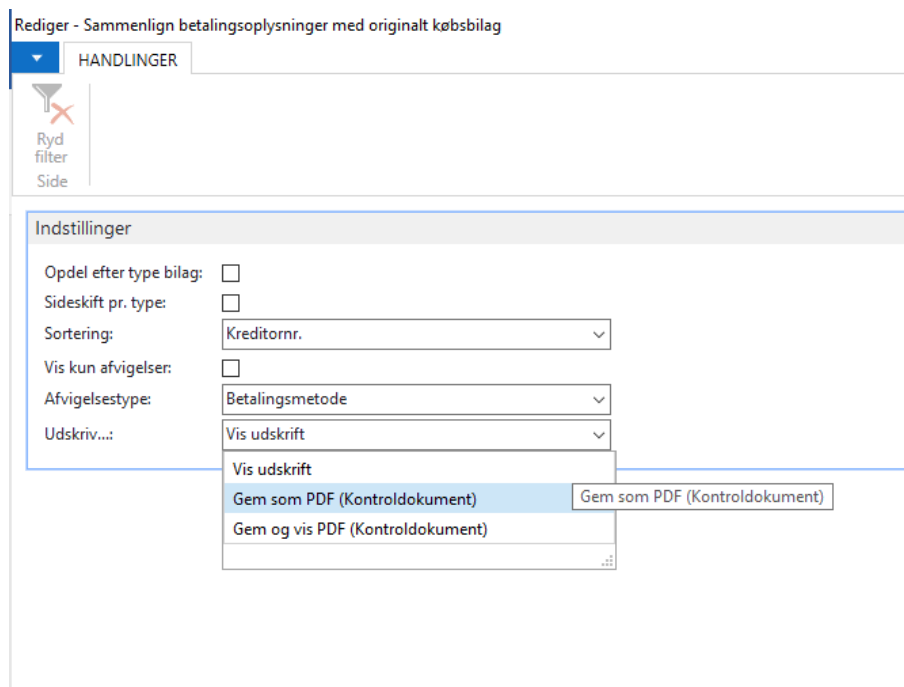 Rediger - Sammenlign betalingsoplysninger med originalt købsbilag
HANDLINGER
Ryd
filter
Side
Indstillinger
Opdel efter type bilag:
Sideskift pr. type:
Sortering: Kreditornr.
Vis kun afvigelser:
Afvigelsestype: Betalingsmetode
Udskriv...: Vis udskrift
Vis udskrift
Gem som PDF (Kontroldokument) Gem som PDF (Kontroldokument)
Gem og vis PDF (Kontroldokument)